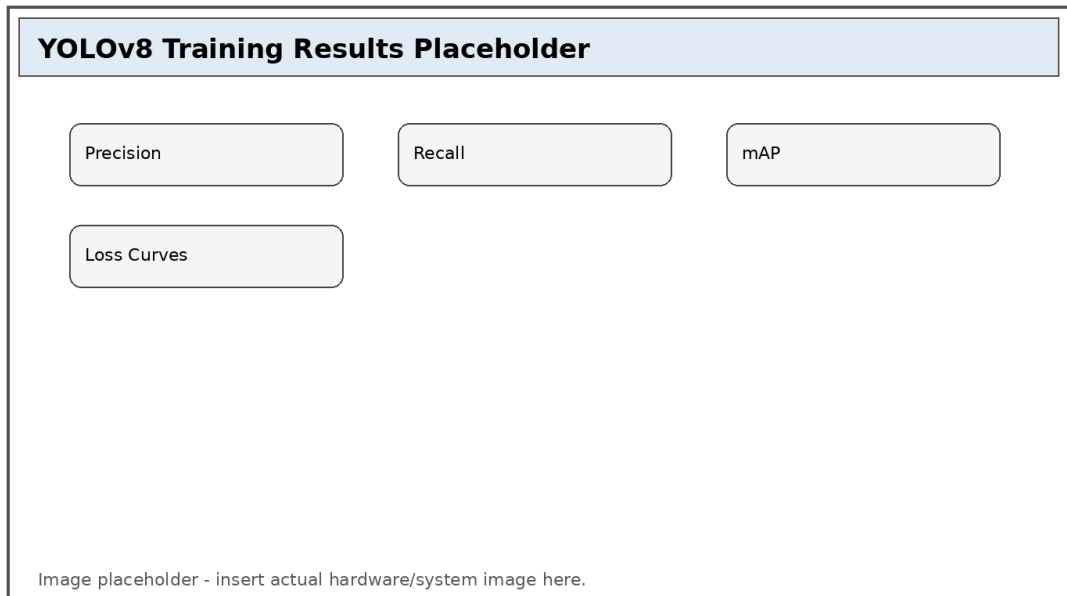 YOLOv8 Training Results Placeholder
Precision
Recall
mAP
Loss Curves
Image placeholder - insert actual hardware/system image here.